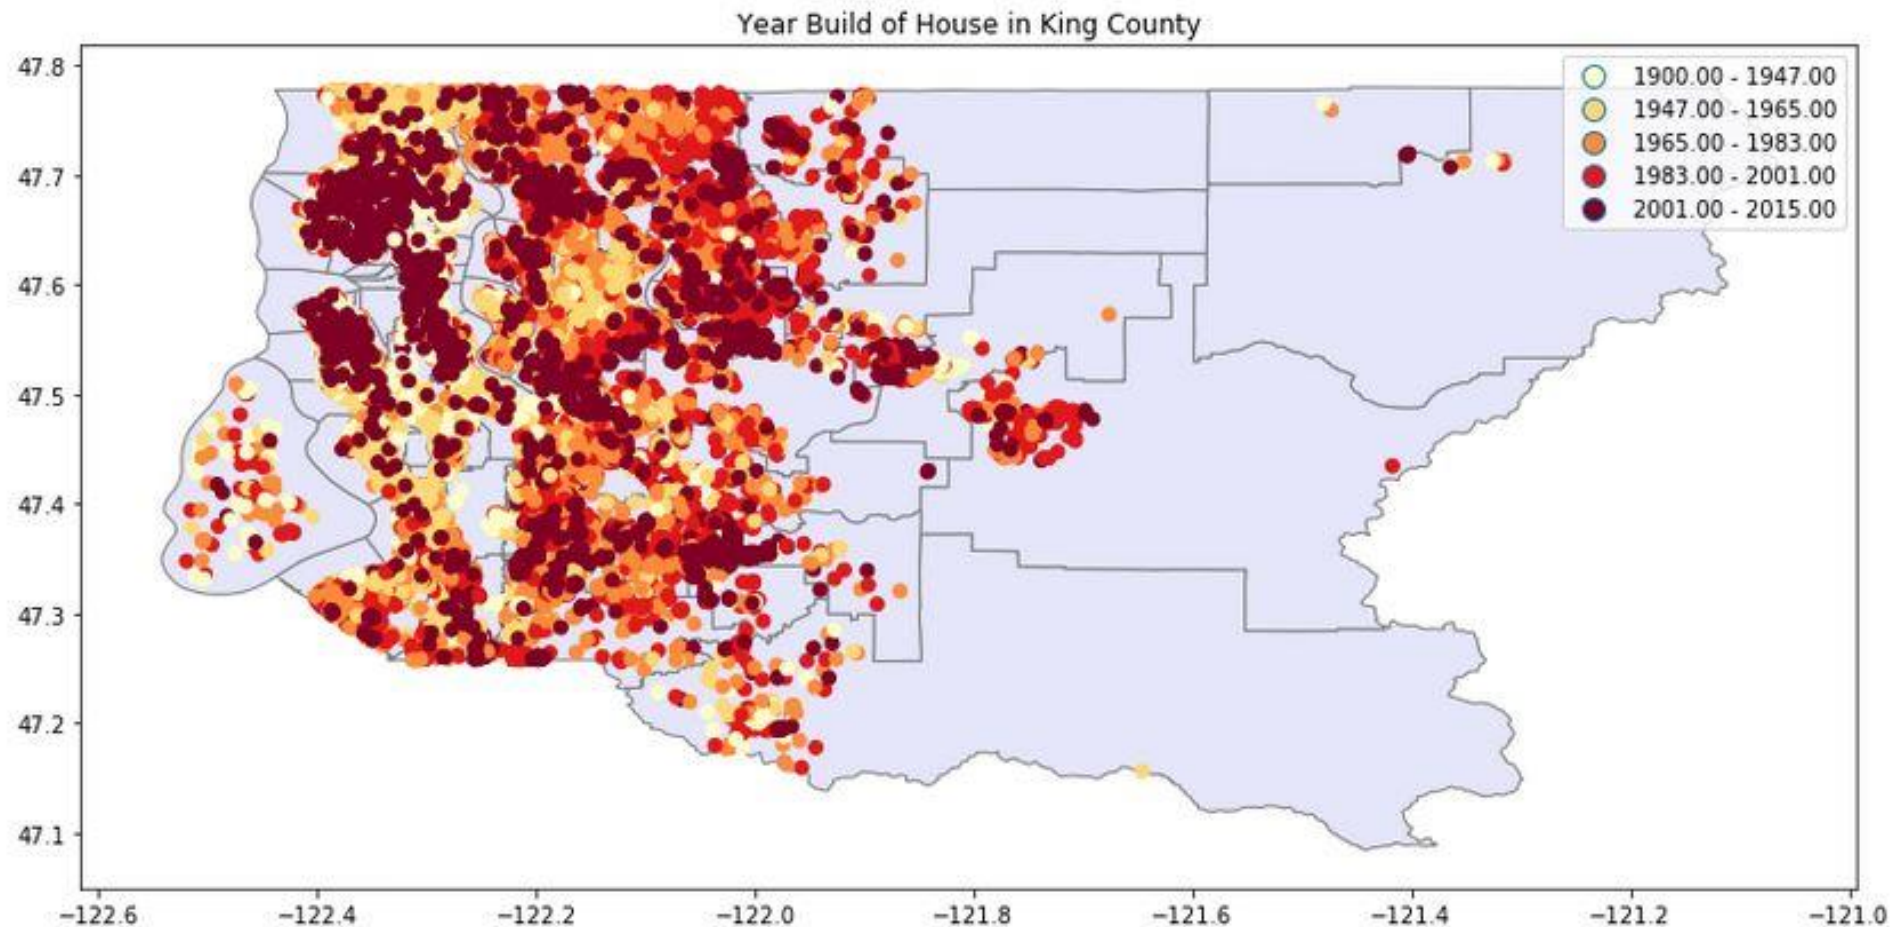 Year Build of House in King County
47.8
47.7
47.6
47.5
47.4
47.3
47.2
47.1
1900.00 - 1947.00
1947.00 - 1965.00
1965.00 - 1983.00
1983.00 - 2001.00
2001.00 - 2015.00
−122.6 −122.4 −122.2 −122.0 −121.8 −121.6 −121.4 −121.2 −121.0